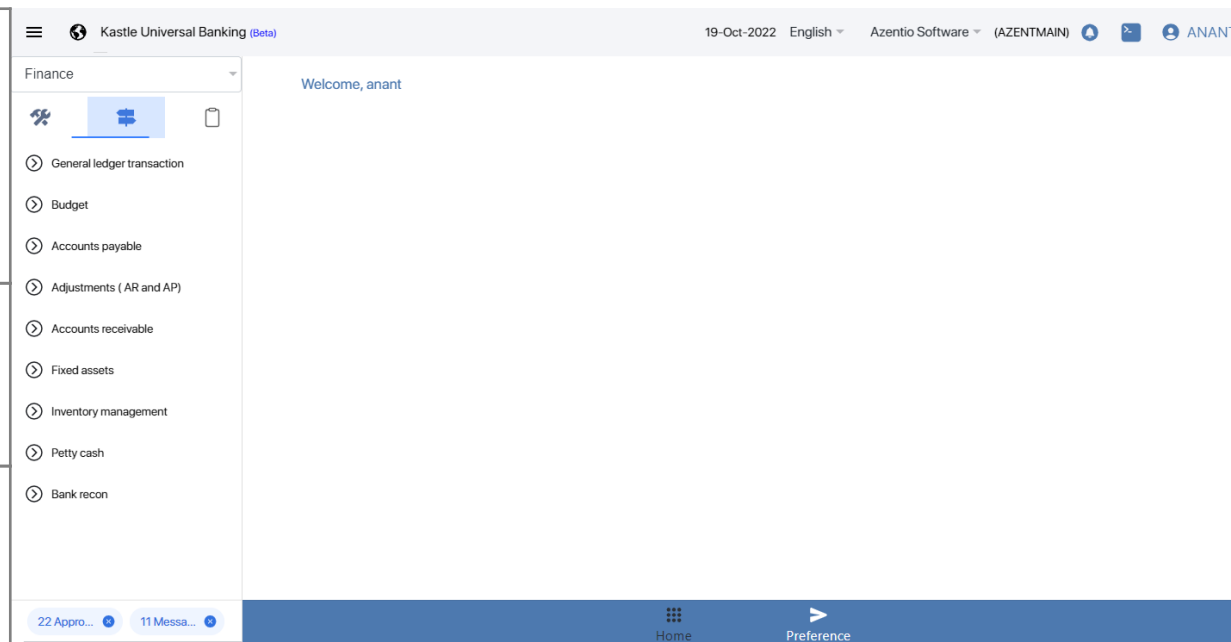 Kastle Universal Banking (Beta)
19-Oct-2022 English Azentio Software (AZENTMAIN) ANANT
Finance
Welcome, anant
General ledger transaction
Budget
Accounts payable
Adjustments ( AR and AP)
Accounts receivable
Fixed assets
Inventory management
Petty cash
Bank recon
22 Appro... 11 Messa...
Home Preference